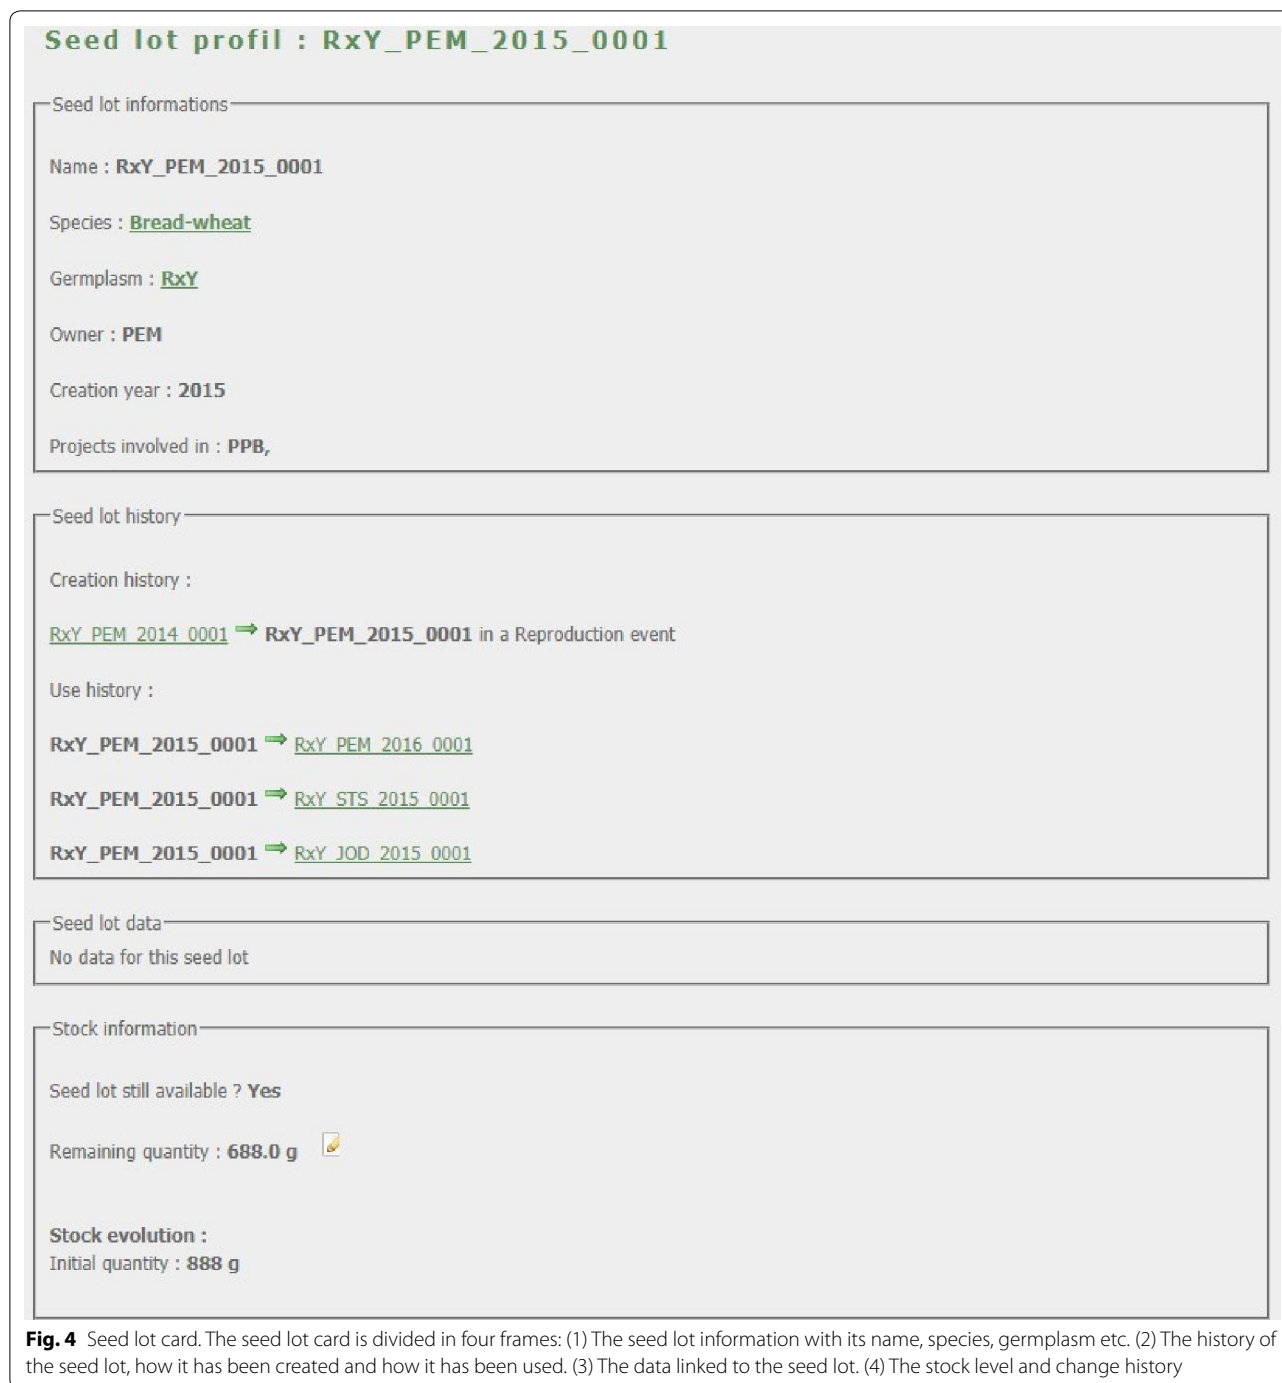 Seed lot profil : RxY_PEM_2015_0001
Seed lot informations
Name : RxY_PEM_2015_0001
Species : Bread-wheat
Germplasm : RxY
Owner : PEM
Creation year : 2015
Projects involved in : PPB,
Seed lot history
Creation history :
RxY_PEM_2014_0001 ⇒ RxY_PEM_2015_0001 in a Reproduction event
Use history :
RxY_PEM_2015_0001 ⇒ RxY_PEM_2016_0001
RxY_PEM_2015_0001 ⇒ RxY_STS_2015_0001
RxY_PEM_2015_0001 ⇒ RxY_JOD_2015_0001
Seed lot data
No data for this seed lot
Stock information
Seed lot still available ? Yes
Remaining quantity : 688.0 g
Stock evolution :
Initial quantity : 888 g
Fig. 4 Seed lot card. The seed lot card is divided in four frames: (1) The seed lot information with its name, species, germplasm etc. (2) The history of
the seed lot, how it has been created and how it has been used. (3) The data linked to the seed lot. (4) The stock level and change history